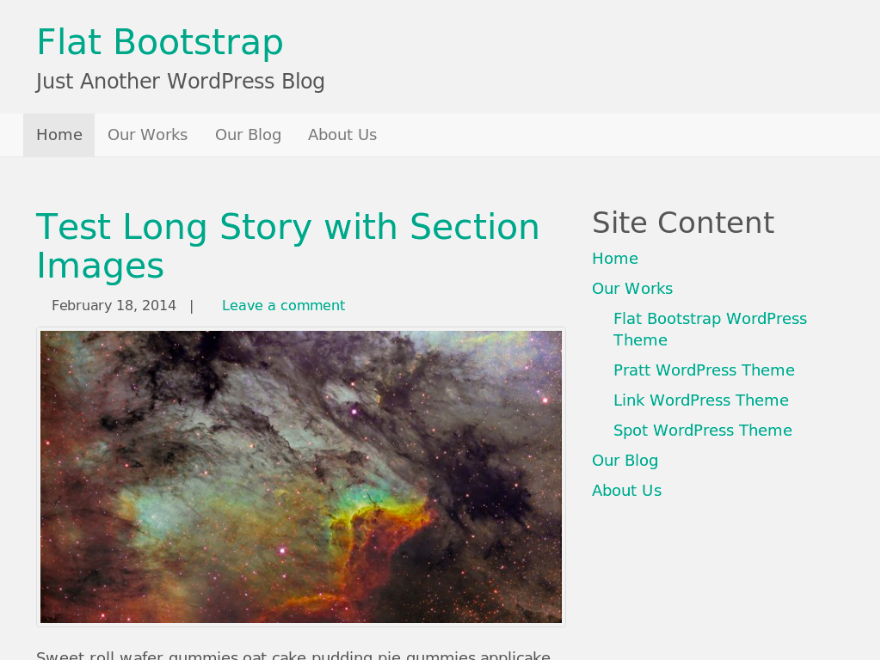 Flat Bootstrap
Just Another WordPress Blog
Home Our Works Our Blog About Us
Test Long Story with Section
Images
February 18, 2014 | Leave a comment
Sweet roll wafer gummies oat cake pudding pie gummies applicake
Site Content
Home
Our Works
Flat Bootstrap WordPress
Theme
Pratt WordPress Theme
Link WordPress Theme
Spot WordPress Theme
Our Blog
About Us